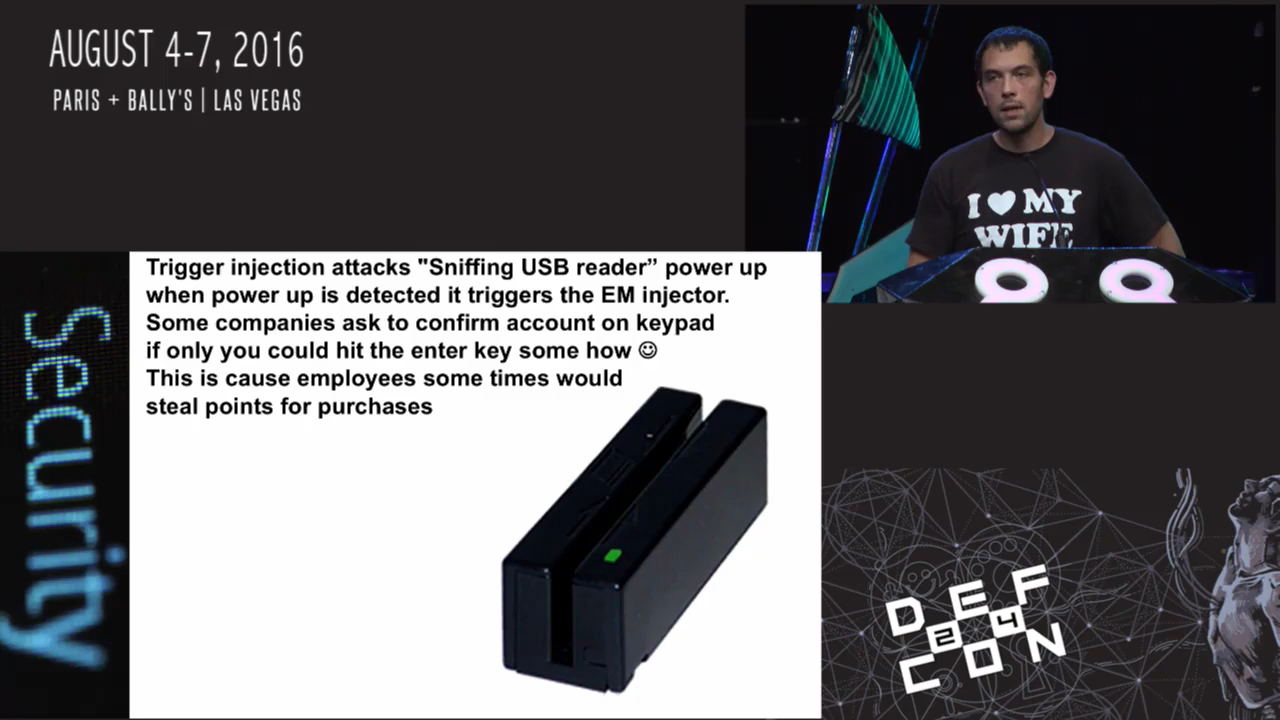 AUGUST 4-7, 2016
PARIS + BALLY'S | LAS VEGAS
I ♥ MY
WIFE
Security
Trigger injection attacks "Sniffing USB reader” power up
when power up is detected it triggers the EM injector.
Some companies ask to confirm account on keypad
if only you could hit the enter key some how ☺
This is cause employees some times would
steal points for purchases
DEF
24
CON